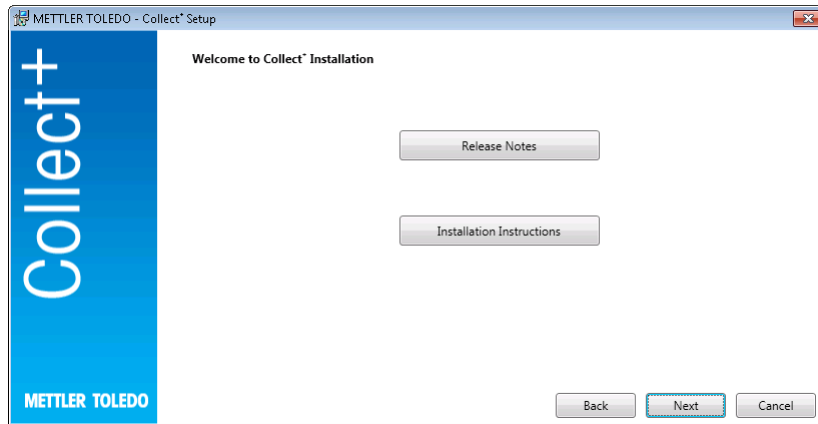 METTLER TOLEDO - Collect⁺ Setup
Collect+
Welcome to Collect⁺ Installation
Release Notes
Installation Instructions
METTLER TOLEDO
Back Next Cancel